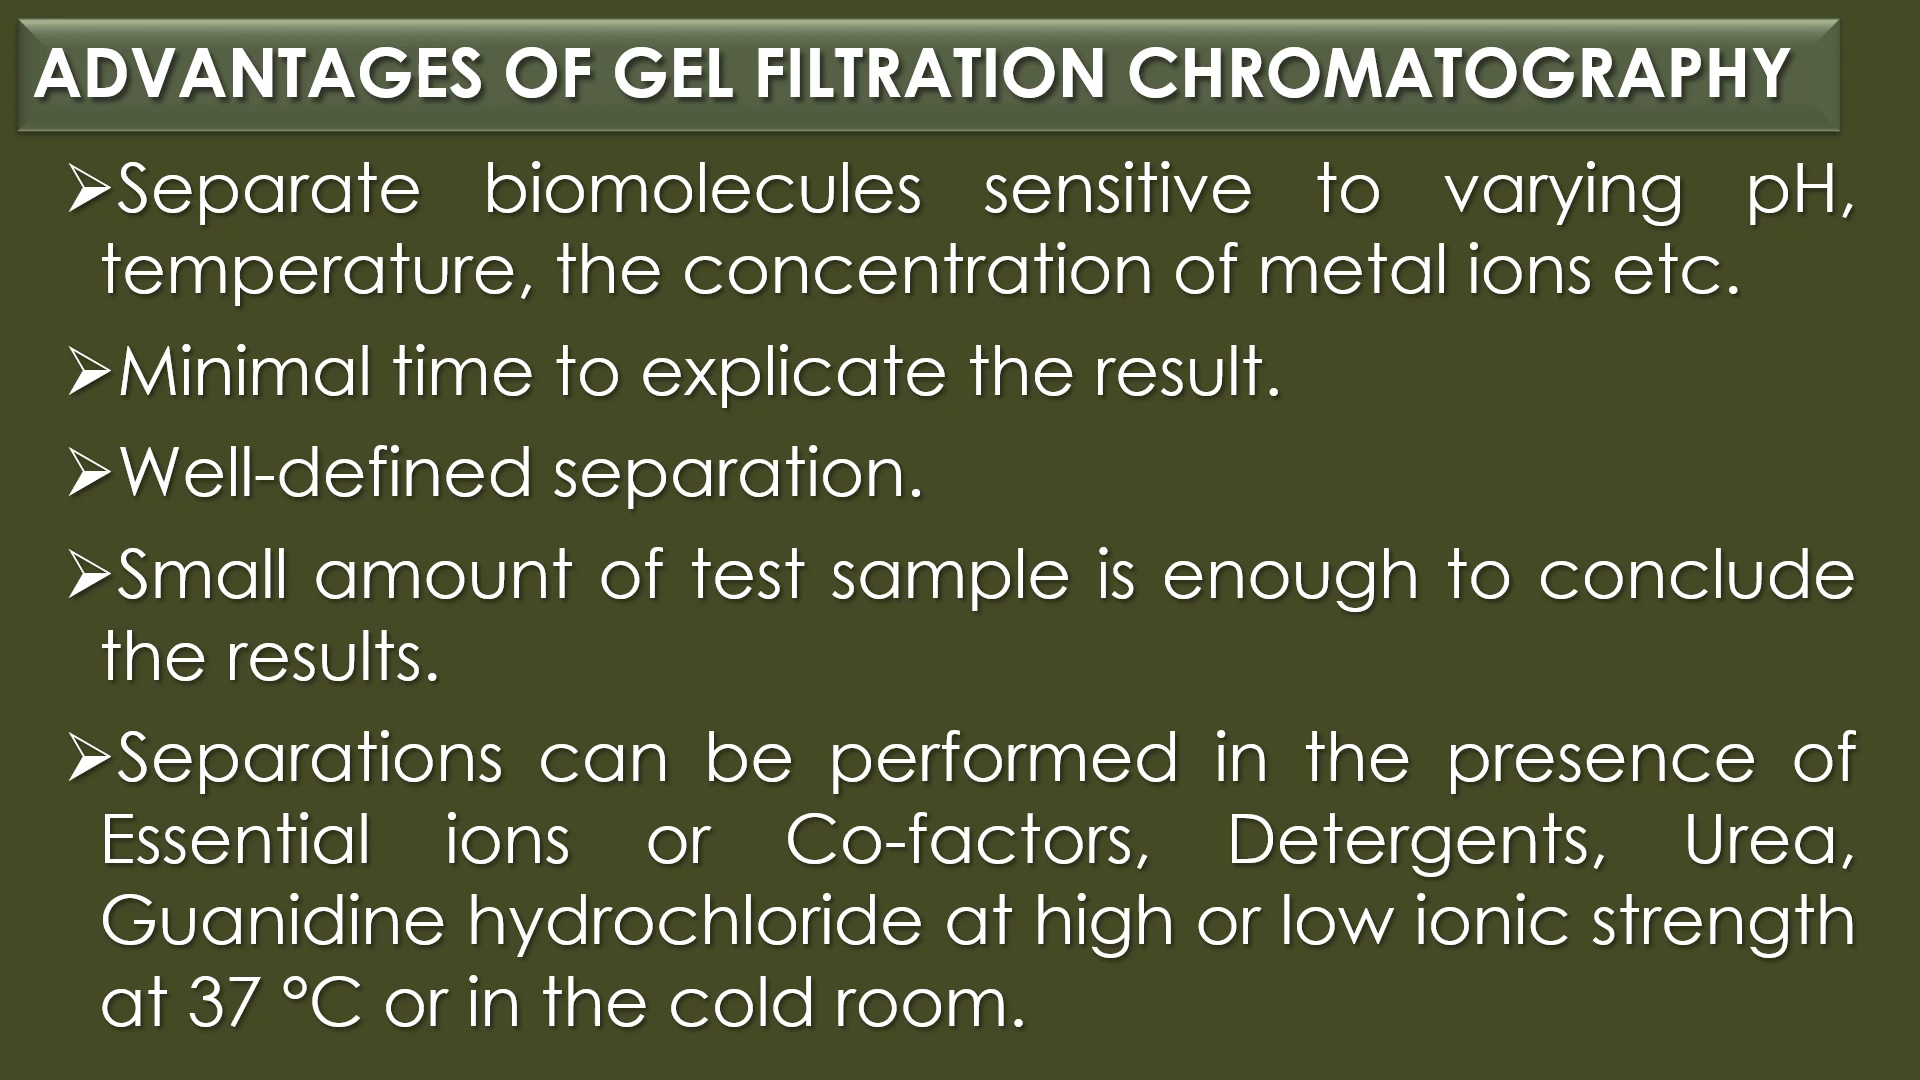 ADVANTAGES OF GEL FILTRATION CHROMATOGRAPHY
➢Separate biomolecules sensitive to varying pH,
temperature, the concentration of metal ions etc.
➢Minimal time to explicate the result.
➢Well-defined separation.
➢Small amount of test sample is enough to conclude
the results.
➢Separations can be performed in the presence of
Essential ions or Co-factors, Detergents, Urea,
Guanidine hydrochloride at high or low ionic strength
at 37 °C or in the cold room.